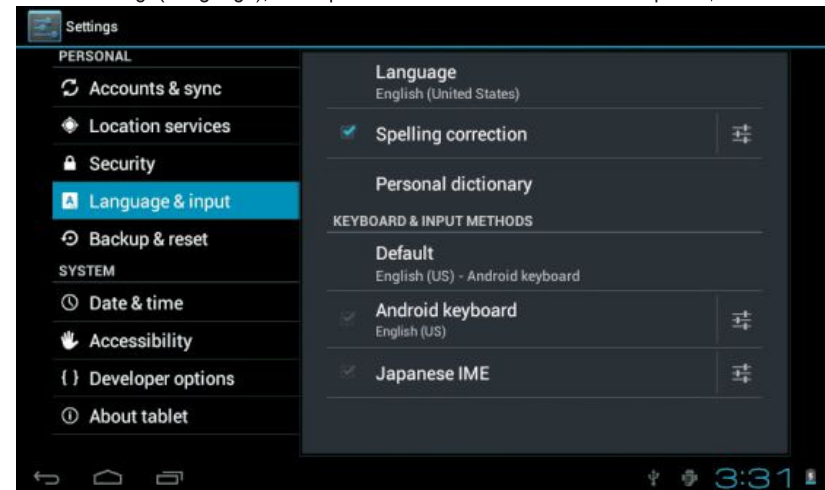 Settings
PERSONAL
Accounts & sync
Location services
Security
Language & input
Backup & reset
SYSTEM
Date & time
Accessibility
{ } Developer options
About tablet
Language
English (United States)
Spelling correction
Personal dictionary
KEYBOARD & INPUT METHODS
Default
English (US) - Android keyboard
Android keyboard
English (US)
Japanese IME
3:31